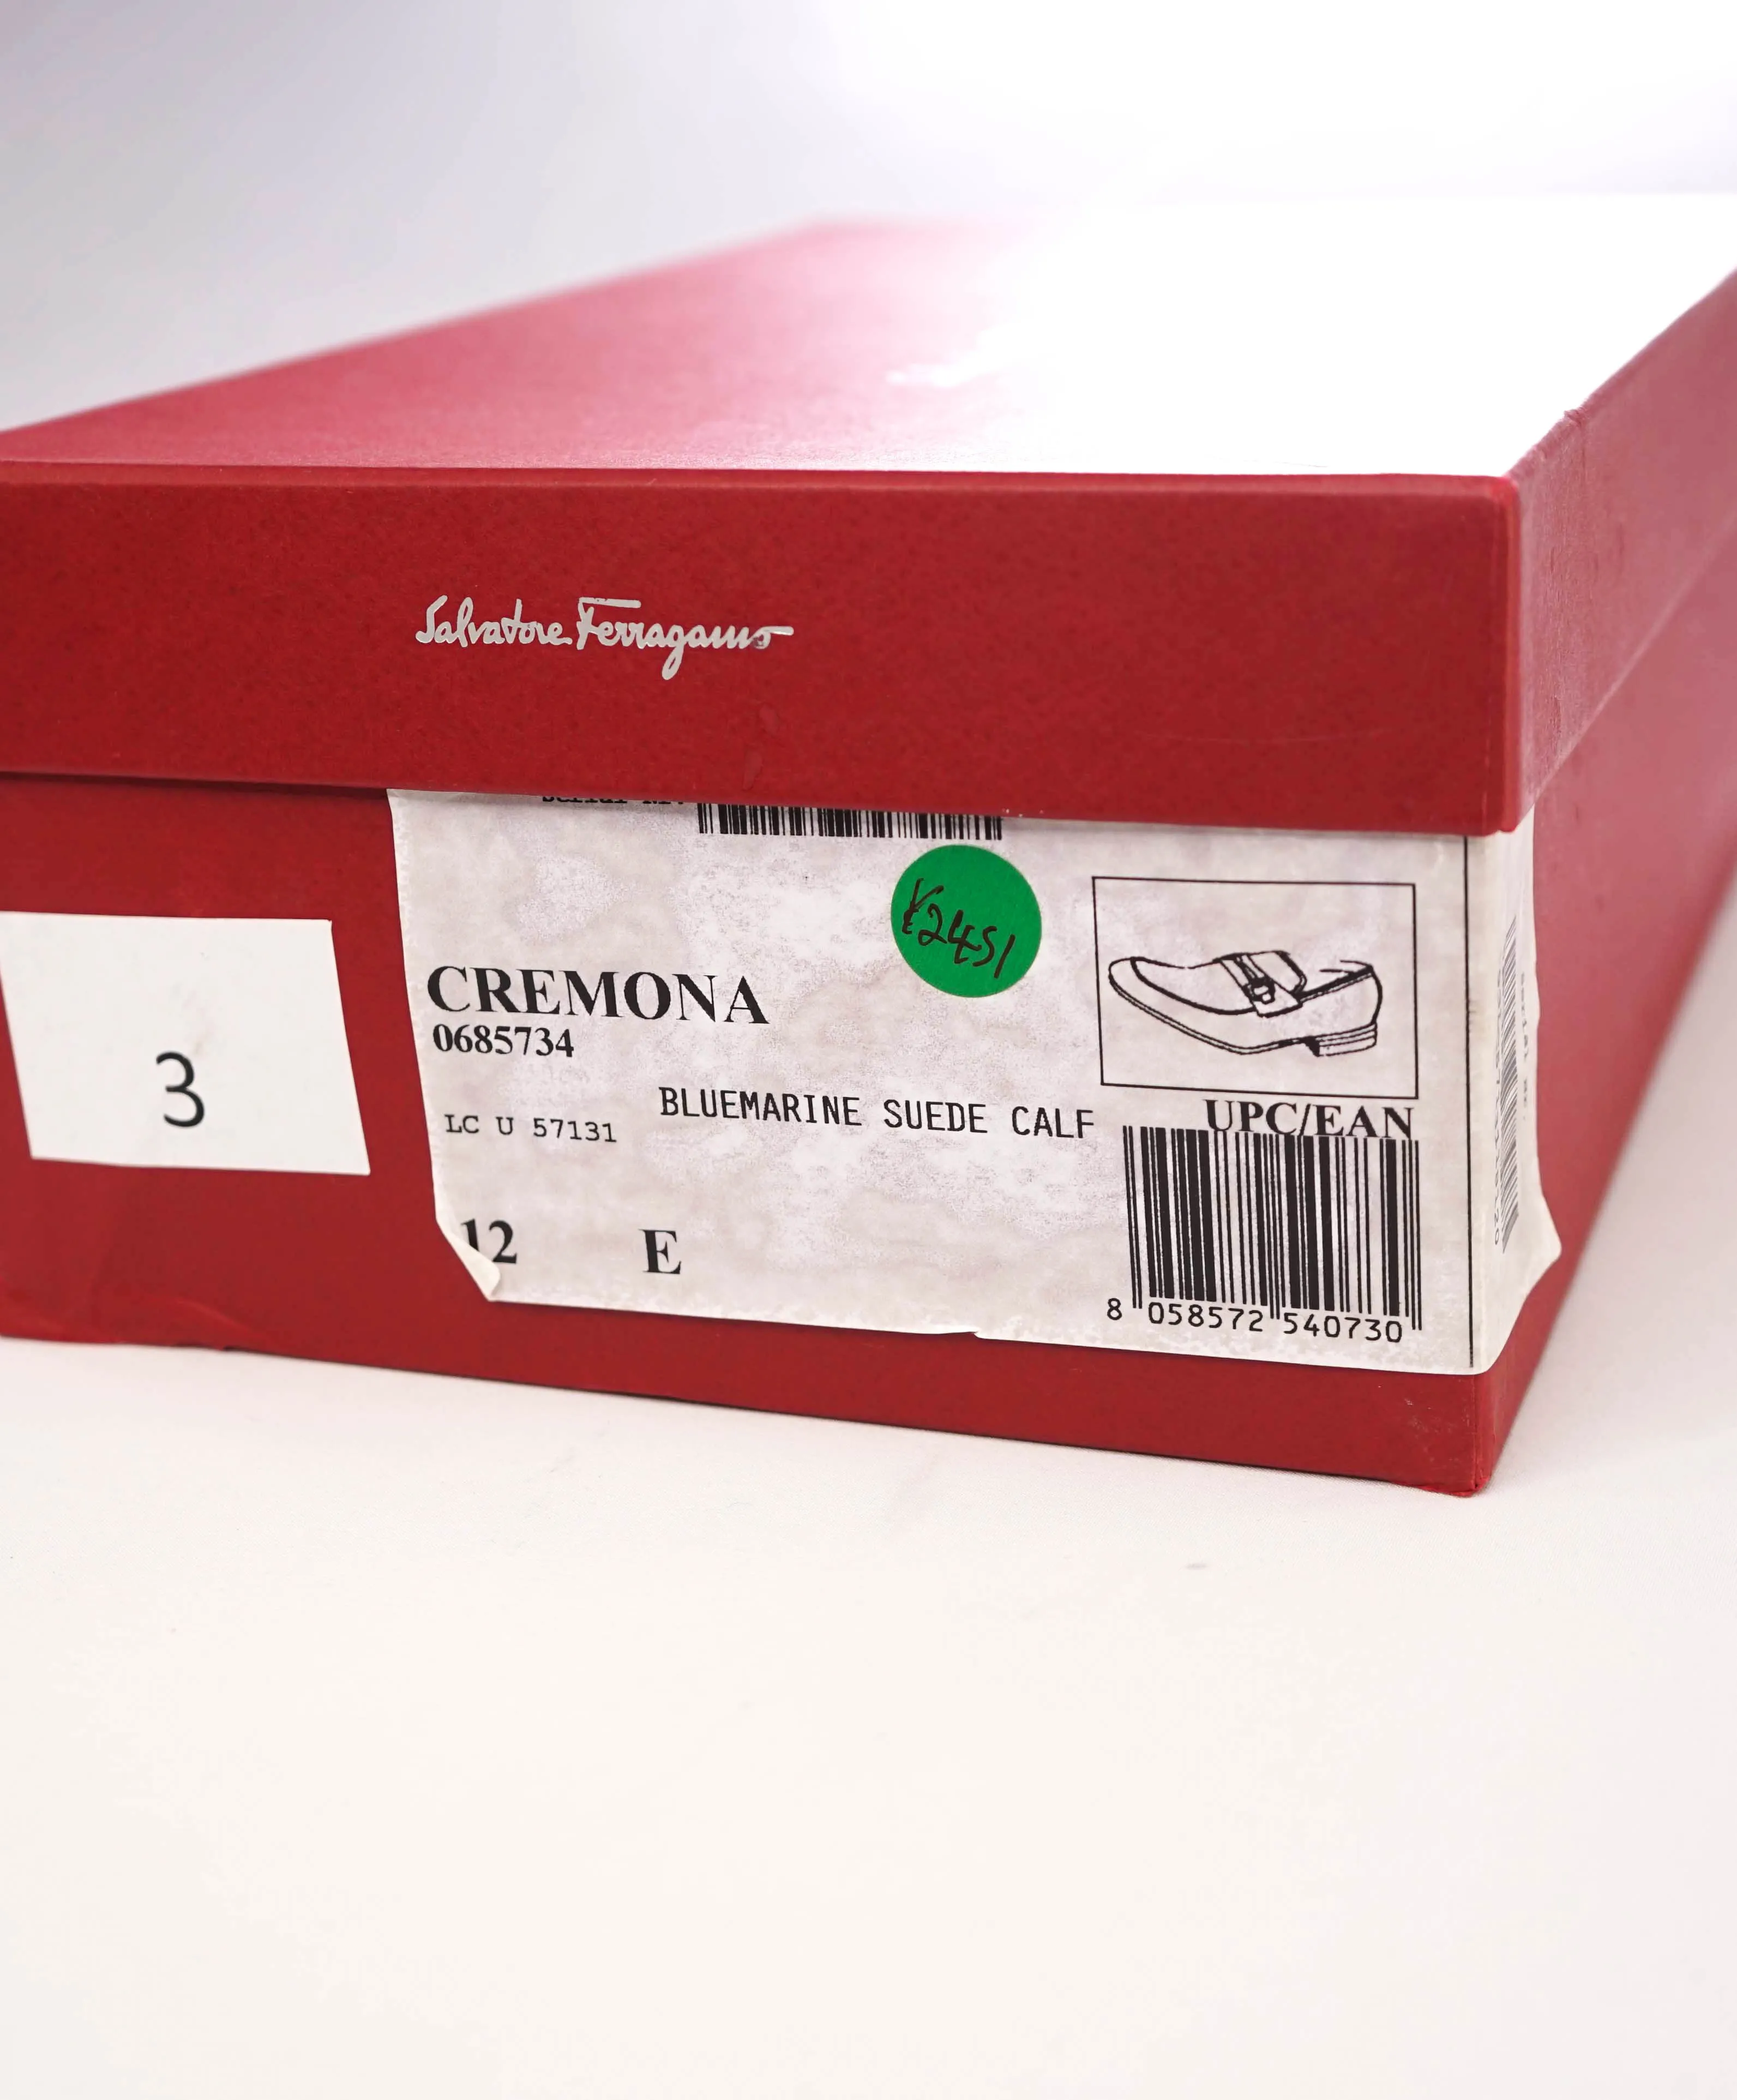 Salvatore Ferragamo
3
CREMONA
0685734
BLUEMARINE SUEDE CALF
LC U 57131
12 E
UPC/EAN
8 058572 540730